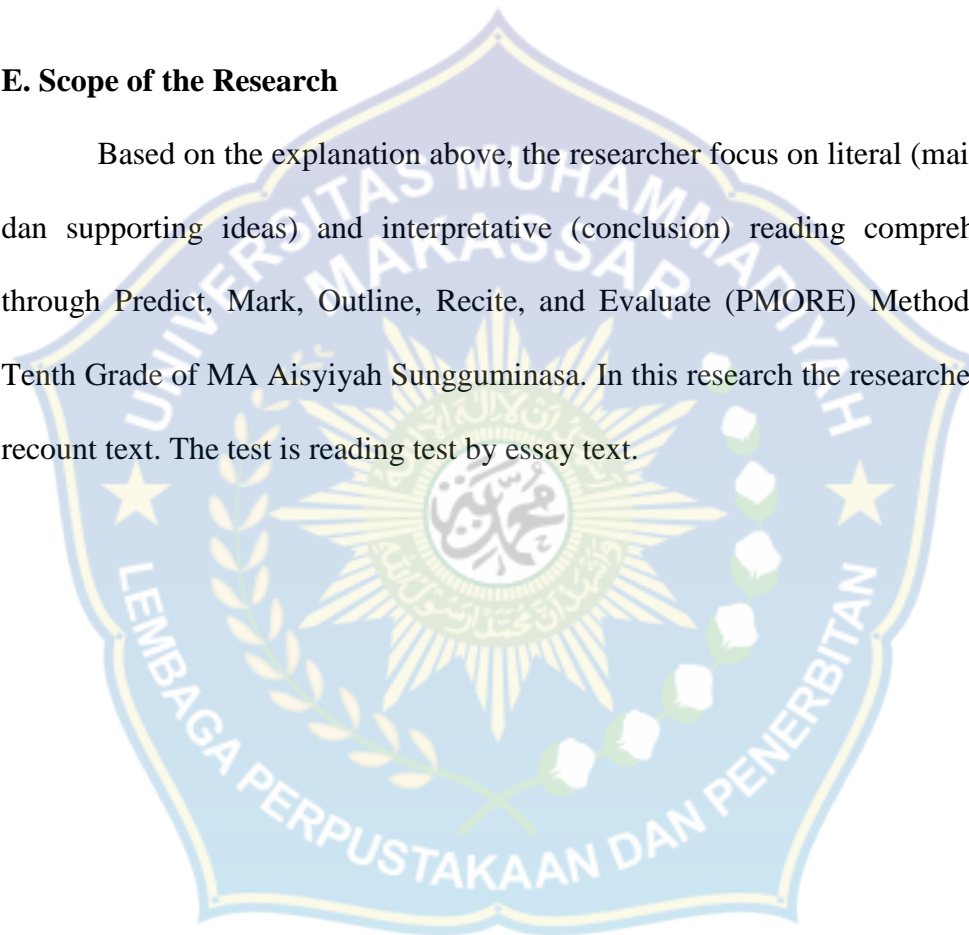 E. Scope of the Research
Based on the explanation above, the researcher focus on literal (mai
dan supporting ideas) and interpretative (conclusion) reading compreh
through Predict, Mark, Outline, Recite, and Evaluate (PMORE) Method
Tenth Grade of MA Aisyiyah Sungguminasa. In this research the researche
recount text. The test is reading test by essay text.
UNIVERSITAS MUHAMMADIYAH
MAKASSAR
LEMBAGA PERPUSTAKAAN DAN PENERBITAN